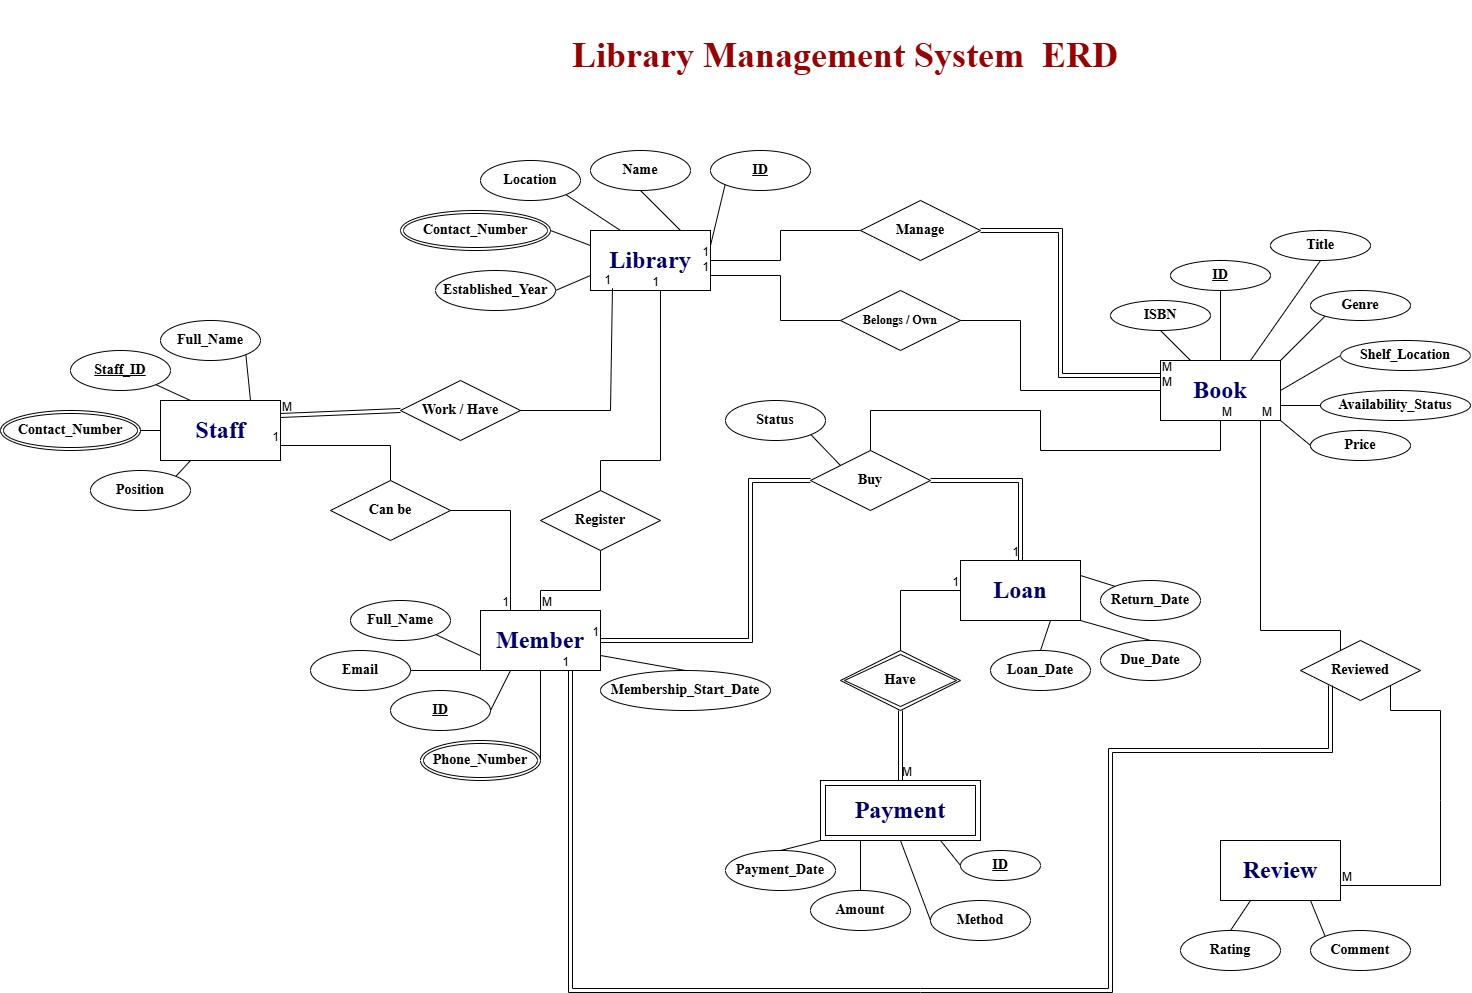 Library Management System  ERD
Location
Name
ID
Contact_Number
Library
Established_Year
1
1
1
1
Manage
Belongs / Own
Title
ID
ISBN
Genre
Shelf_Location
Availability_Status
Price
Book
M
M
M
M
Full_Name
Staff_ID
Contact_Number
Staff
Position
M
1
Work / Have
Can be
Register
Status
Buy
1
M
Full_Name
Email
ID
Phone_Number
Member
1
1
Membership_Start_Date
1
1
Loan
Return_Date
Due_Date
Loan_Date
Have
M
Reviewed
Payment
Payment_Date
Amount
Method
ID
Review
M
Rating
Comment